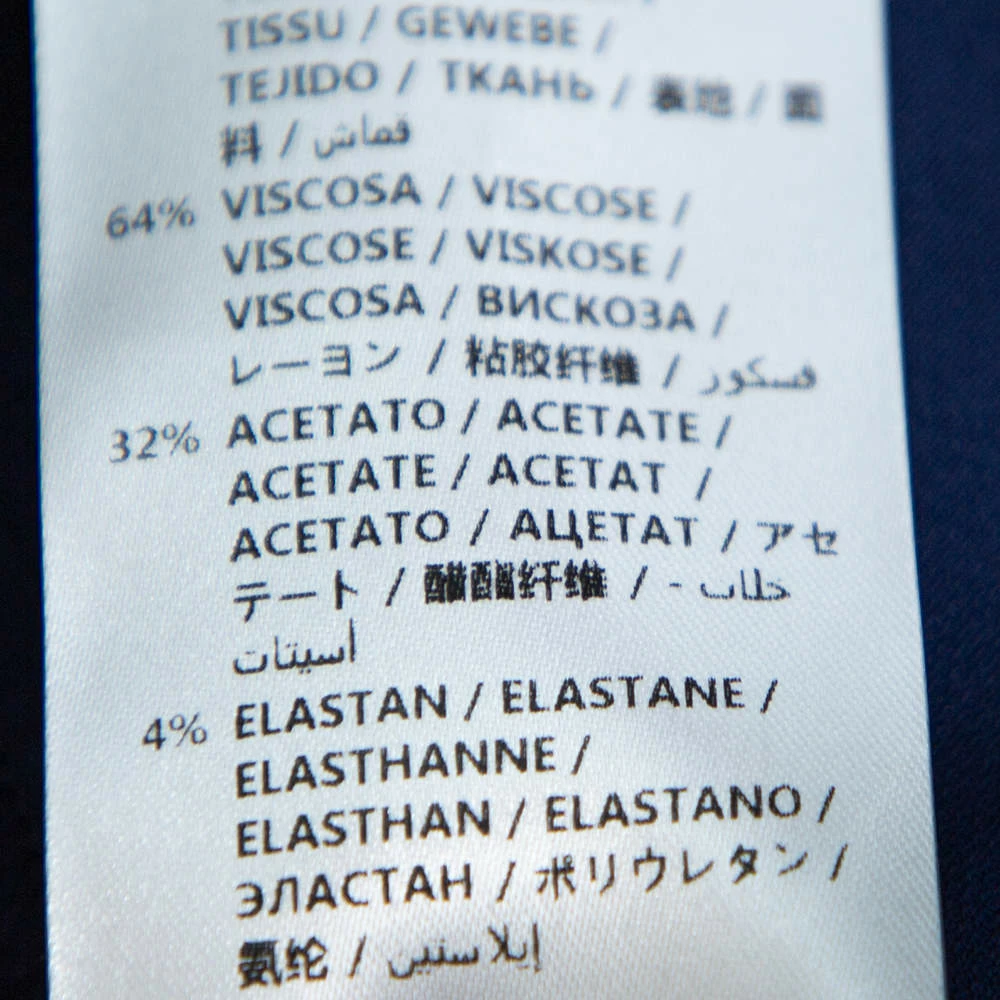 TISSU / GEWEBE /
TEJIDO / ТКАНЬ / 表地 / 面
料 / قماش
64% VISCOSA / VISCOSE /
VISCOSE / VISKOSE /
VISCOSA / ВИСКОЗА /
レーヨン / 粘胶纤维 / فسكوز
32% ACETATO / ACETATE /
ACETATE / ACETAT /
ACETATO / АЦЕТАТ / アセ
テート / 醋酯纤维 / - خلات
أسيتات
4% ELASTAN / ELASTANE /
ELASTHANNE /
ELASTHAN / ELASTANO /
ЭЛАСТАН / ポリウレタン /
氨纶 / إيلاستين